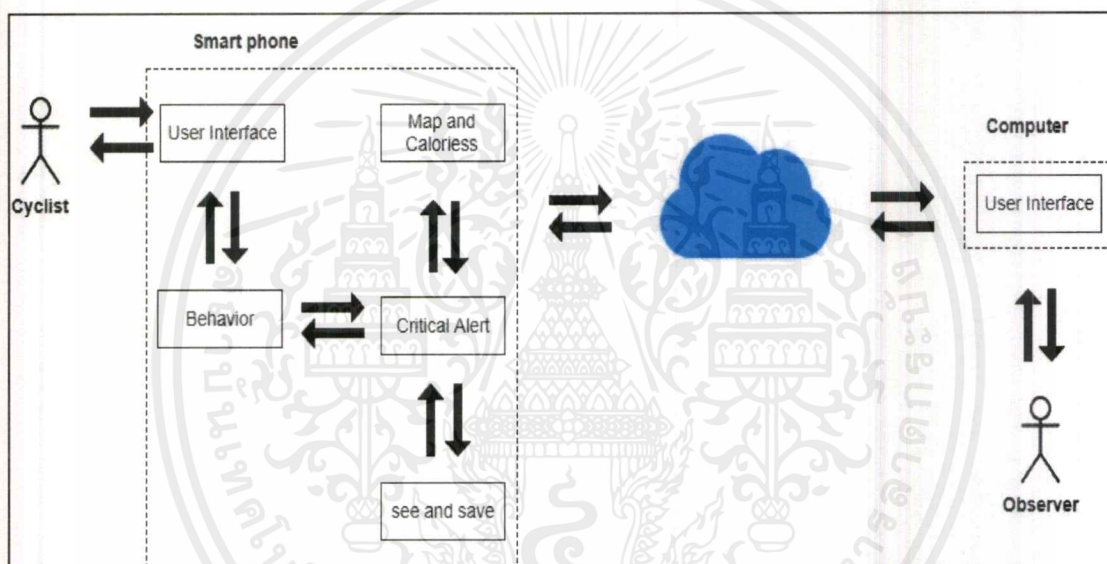 Smart phone
User Interface
Map and
Caloriess
Cyclist
Behavior
Critical Alert
see and save
Computer
User Interface
Observer